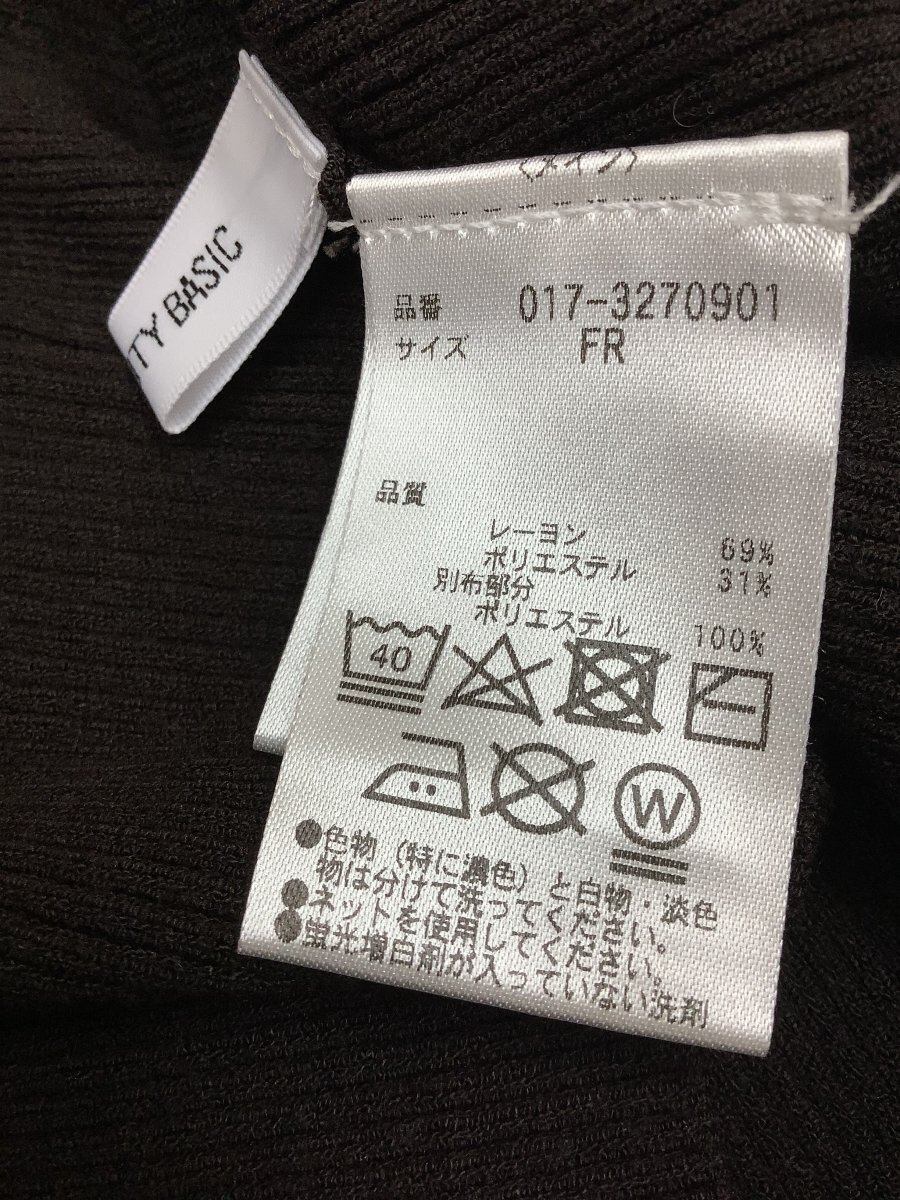 TY BASIC
〈メイン〉
品番 017-3270901
サイズ FR
品質
レーヨン 69%
ポリエステル 31%
別布部分
ポリエステル 100%
40
W
●色物（特に濃色）と白物・淡色
物は分けて洗ってください。
●ネットを使用してください。
●蛍光増白剤が入っていない洗剤